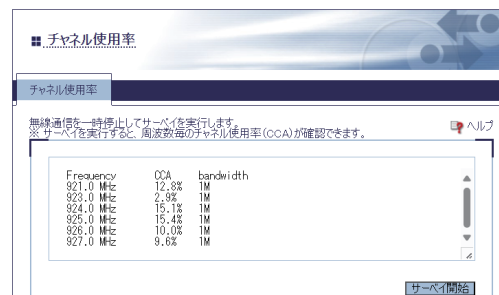 チャネル使用率
チャネル使用率
無線通信を一時停止してサーベイを実行します。
※ サーベイを実行すると、周波数毎のチャネル使用率(CCA)が確認できます。
ヘルプ
Frequency CCA bandwidth
921.0 MHz 12.8% 1M
923.0 MHz 2.9% 1M
924.0 MHz 15.1% 1M
925.0 MHz 15.4% 1M
926.0 MHz 10.0% 1M
927.0 MHz 9.6% 1M
サーベイ開始